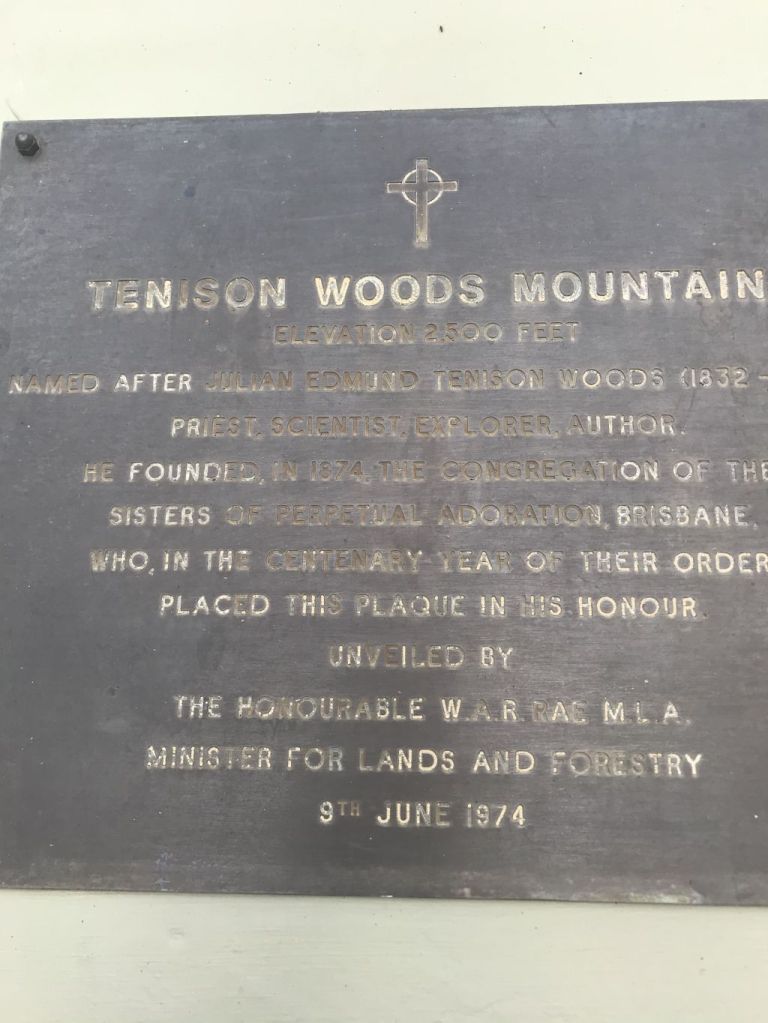 TENISON WOODS MOUNTAIN
ELEVATION 2,500 FEET
NAMED AFTER JULIAN EDMUND TENISON WOODS (1832 -
PRIEST, SCIENTIST, EXPLORER, AUTHOR.
HE FOUNDED, IN 1874, THE CONGREGATION OF THE
SISTERS OF PERPETUAL ADORATION, BRISBANE,
WHO, IN THE CENTENARY YEAR OF THEIR ORDER
PLACED THIS PLAQUE IN HIS HONOUR.
UNVEILED BY
THE HONOURABLE W.A.R. RAE M.L.A.
MINISTER FOR LANDS AND FORESTRY
9TH JUNE 1974